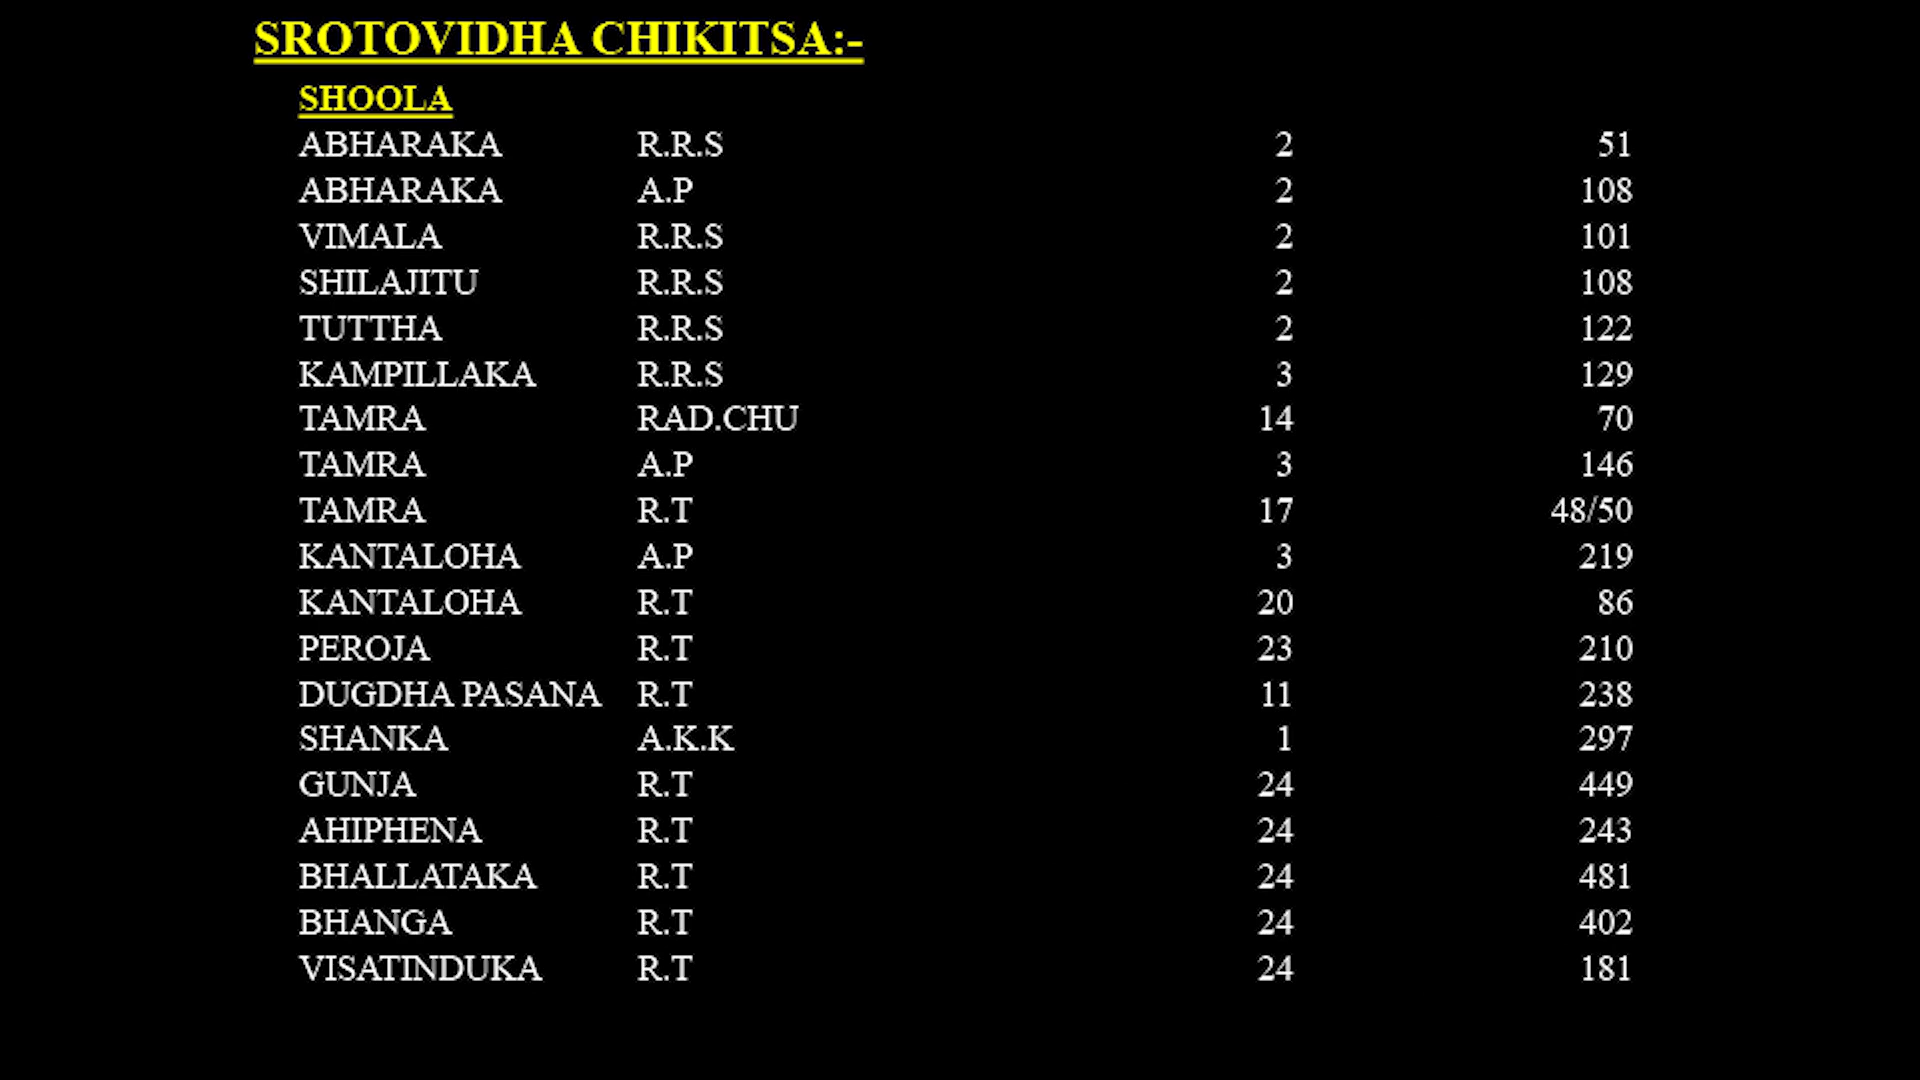 SROTOVIDHA CHIKITSA:-
SHOOLA
ABHARAKA R.R.S 2 51
ABHARAKA A.P 2 108
VIMALA R.R.S 2 101
SHILAJITU R.R.S 2 108
TUTTHA R.R.S 2 122
KAMPILLAKA R.R.S 3 129
TAMRA RAD.CHU 14 70
TAMRA A.P 3 146
TAMRA R.T 17 48/50
KANTALOHA A.P 3 219
KANTALOHA R.T 20 86
PEROJA R.T 23 210
DUGDHA PASANA R.T 11 238
SHANKA A.K.K 1 297
GUNJA R.T 24 449
AHIPHENA R.T 24 243
BHALLATAKA R.T 24 481
BHANGA R.T 24 402
VISATINDUKA R.T 24 181